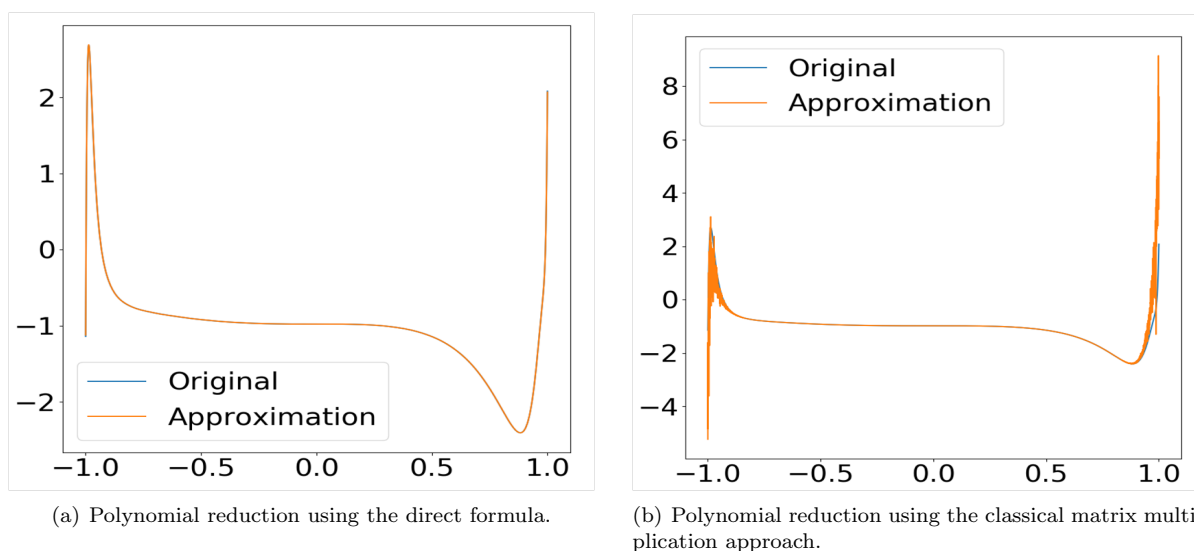 2
1
0
−1
−2
Original
Approximation
−1.0 −0.5 0.0 0.5 1.0
(a) Polynomial reduction using the direct formula.
8
6
4
2
0
−2
−4
Original
Approximation
−1.0 −0.5 0.0 0.5 1.0
(b) Polynomial reduction using the classical matrix multi
plication approach.